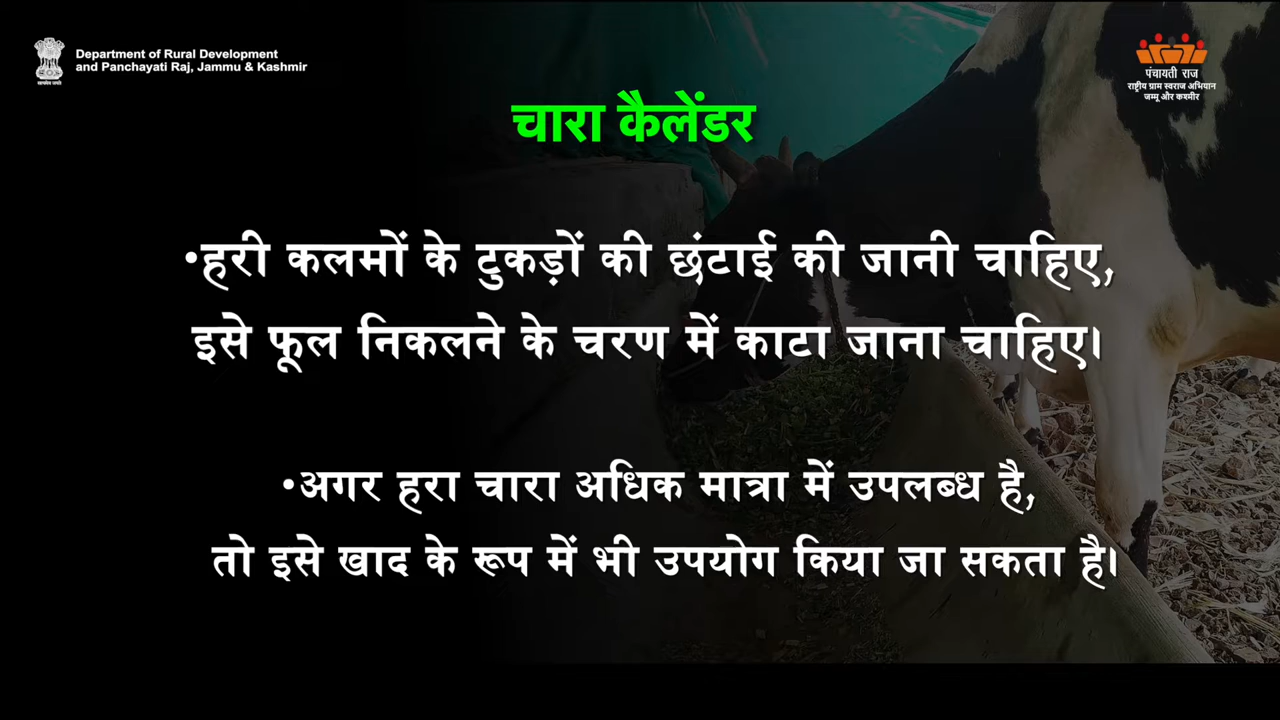 Department of Rural Development
and Panchayati Raj, Jammu & Kashmir
पंचायती राज
राष्ट्रीय ग्राम स्वराज अभियान
जम्मू और कश्मीर
चारा कैलेंडर
•हरी कलमों के टुकड़ों की छंटाई की जानी चाहिए,
इसे फूल निकलने के चरण में काटा जाना चाहिए।
•अगर हरा चारा अधिक मात्रा में उपलब्ध है,
तो इसे खाद के रूप में भी उपयोग किया जा सकता है।